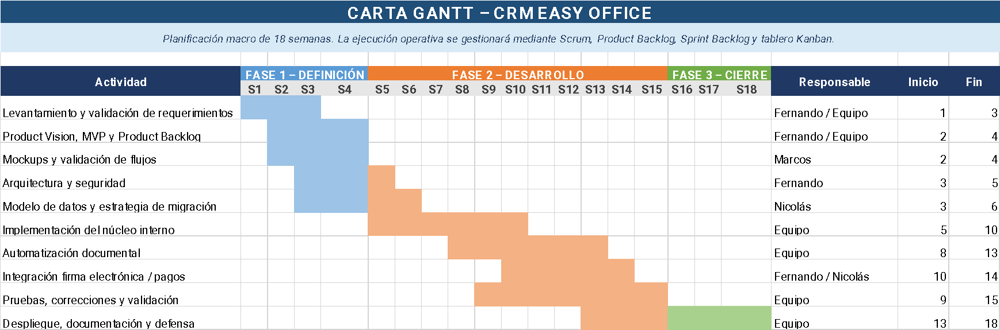 CARTA GANTT – CRM EASY OFFICE
Planificación macro de 18 semanas. La ejecución operativa se gestionará mediante Scrum, Product Backlog, Sprint Backlog y tablero Kanban.
Actividad FASE 1 – DEFINICIÓN FASE 2 – DESARROLLO FASE 3 – CIERRE Responsable Inicio Fin
S1 S2 S3 S4 S5 S6 S7 S8 S9 S10 S11 S12 S13 S14 S15 S16 S17 S18
Levantamiento y validación de requerimientos Fernando / Equipo 1 3
Product Vision, MVP y Product Backlog Fernando / Equipo 2 4
Mockups y validación de flujos Marcos 2 4
Arquitectura y seguridad Fernando 3 5
Modelo de datos y estrategia de migración Nicolás 3 6
Implementación del núcleo interno Equipo 5 10
Automatización documental Equipo 8 13
Integración firma electrónica / pagos Fernando / Nicolás 10 14
Pruebas, correcciones y validación Equipo 9 15
Despliegue, documentación y defensa Equipo 13 18